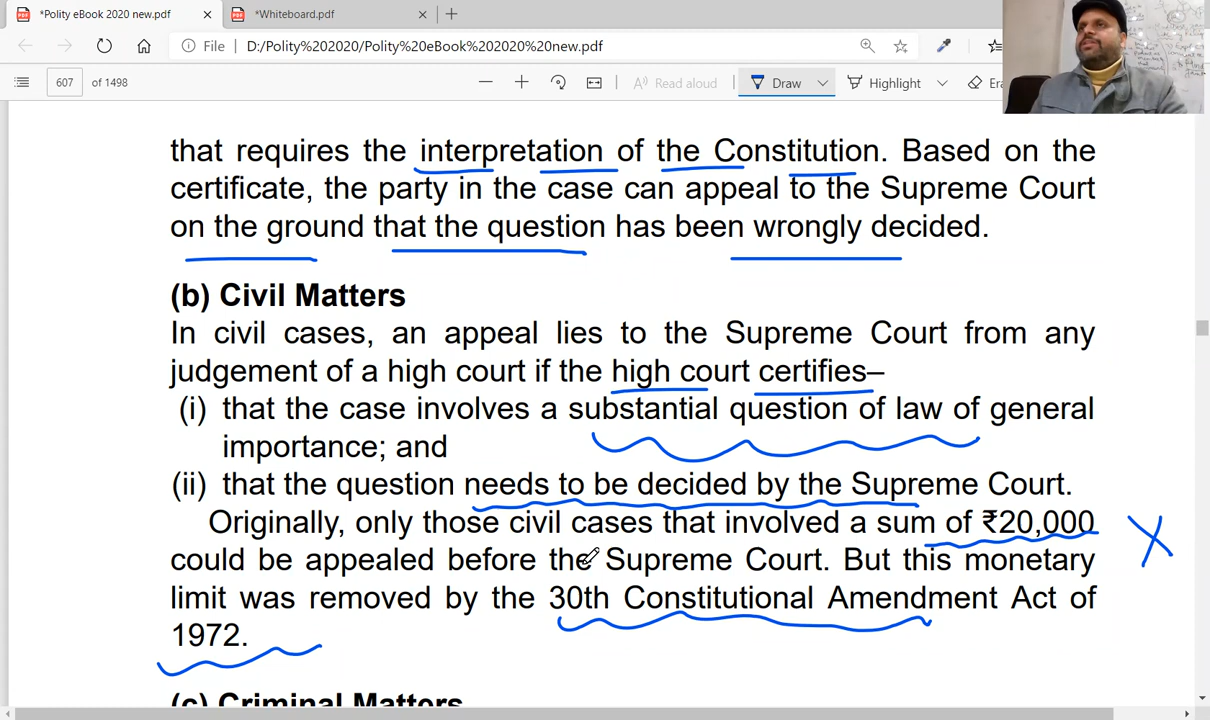 *Polity eBook 2020 new.pdf
*Whiteboard.pdf
File D:/Polity%202020/Polity%20eBook%202020%20new.pdf
607 of 1498
Read aloud
Draw
Highlight
Era
that requires the interpretation of the Constitution. Based on the
certificate, the party in the case can appeal to the Supreme Court
on the ground that the question has been wrongly decided.
(b) Civil Matters
In civil cases, an appeal lies to the Supreme Court from any
judgement of a high court if the high court certifies–
(i) that the case involves a substantial question of law of general
importance; and
(ii) that the question needs to be decided by the Supreme Court.
Originally, only those civil cases that involved a sum of ₹20,000
could be appealed before the Supreme Court. But this monetary
limit was removed by the 30th Constitutional Amendment Act of
1972.
(c) Criminal Matters